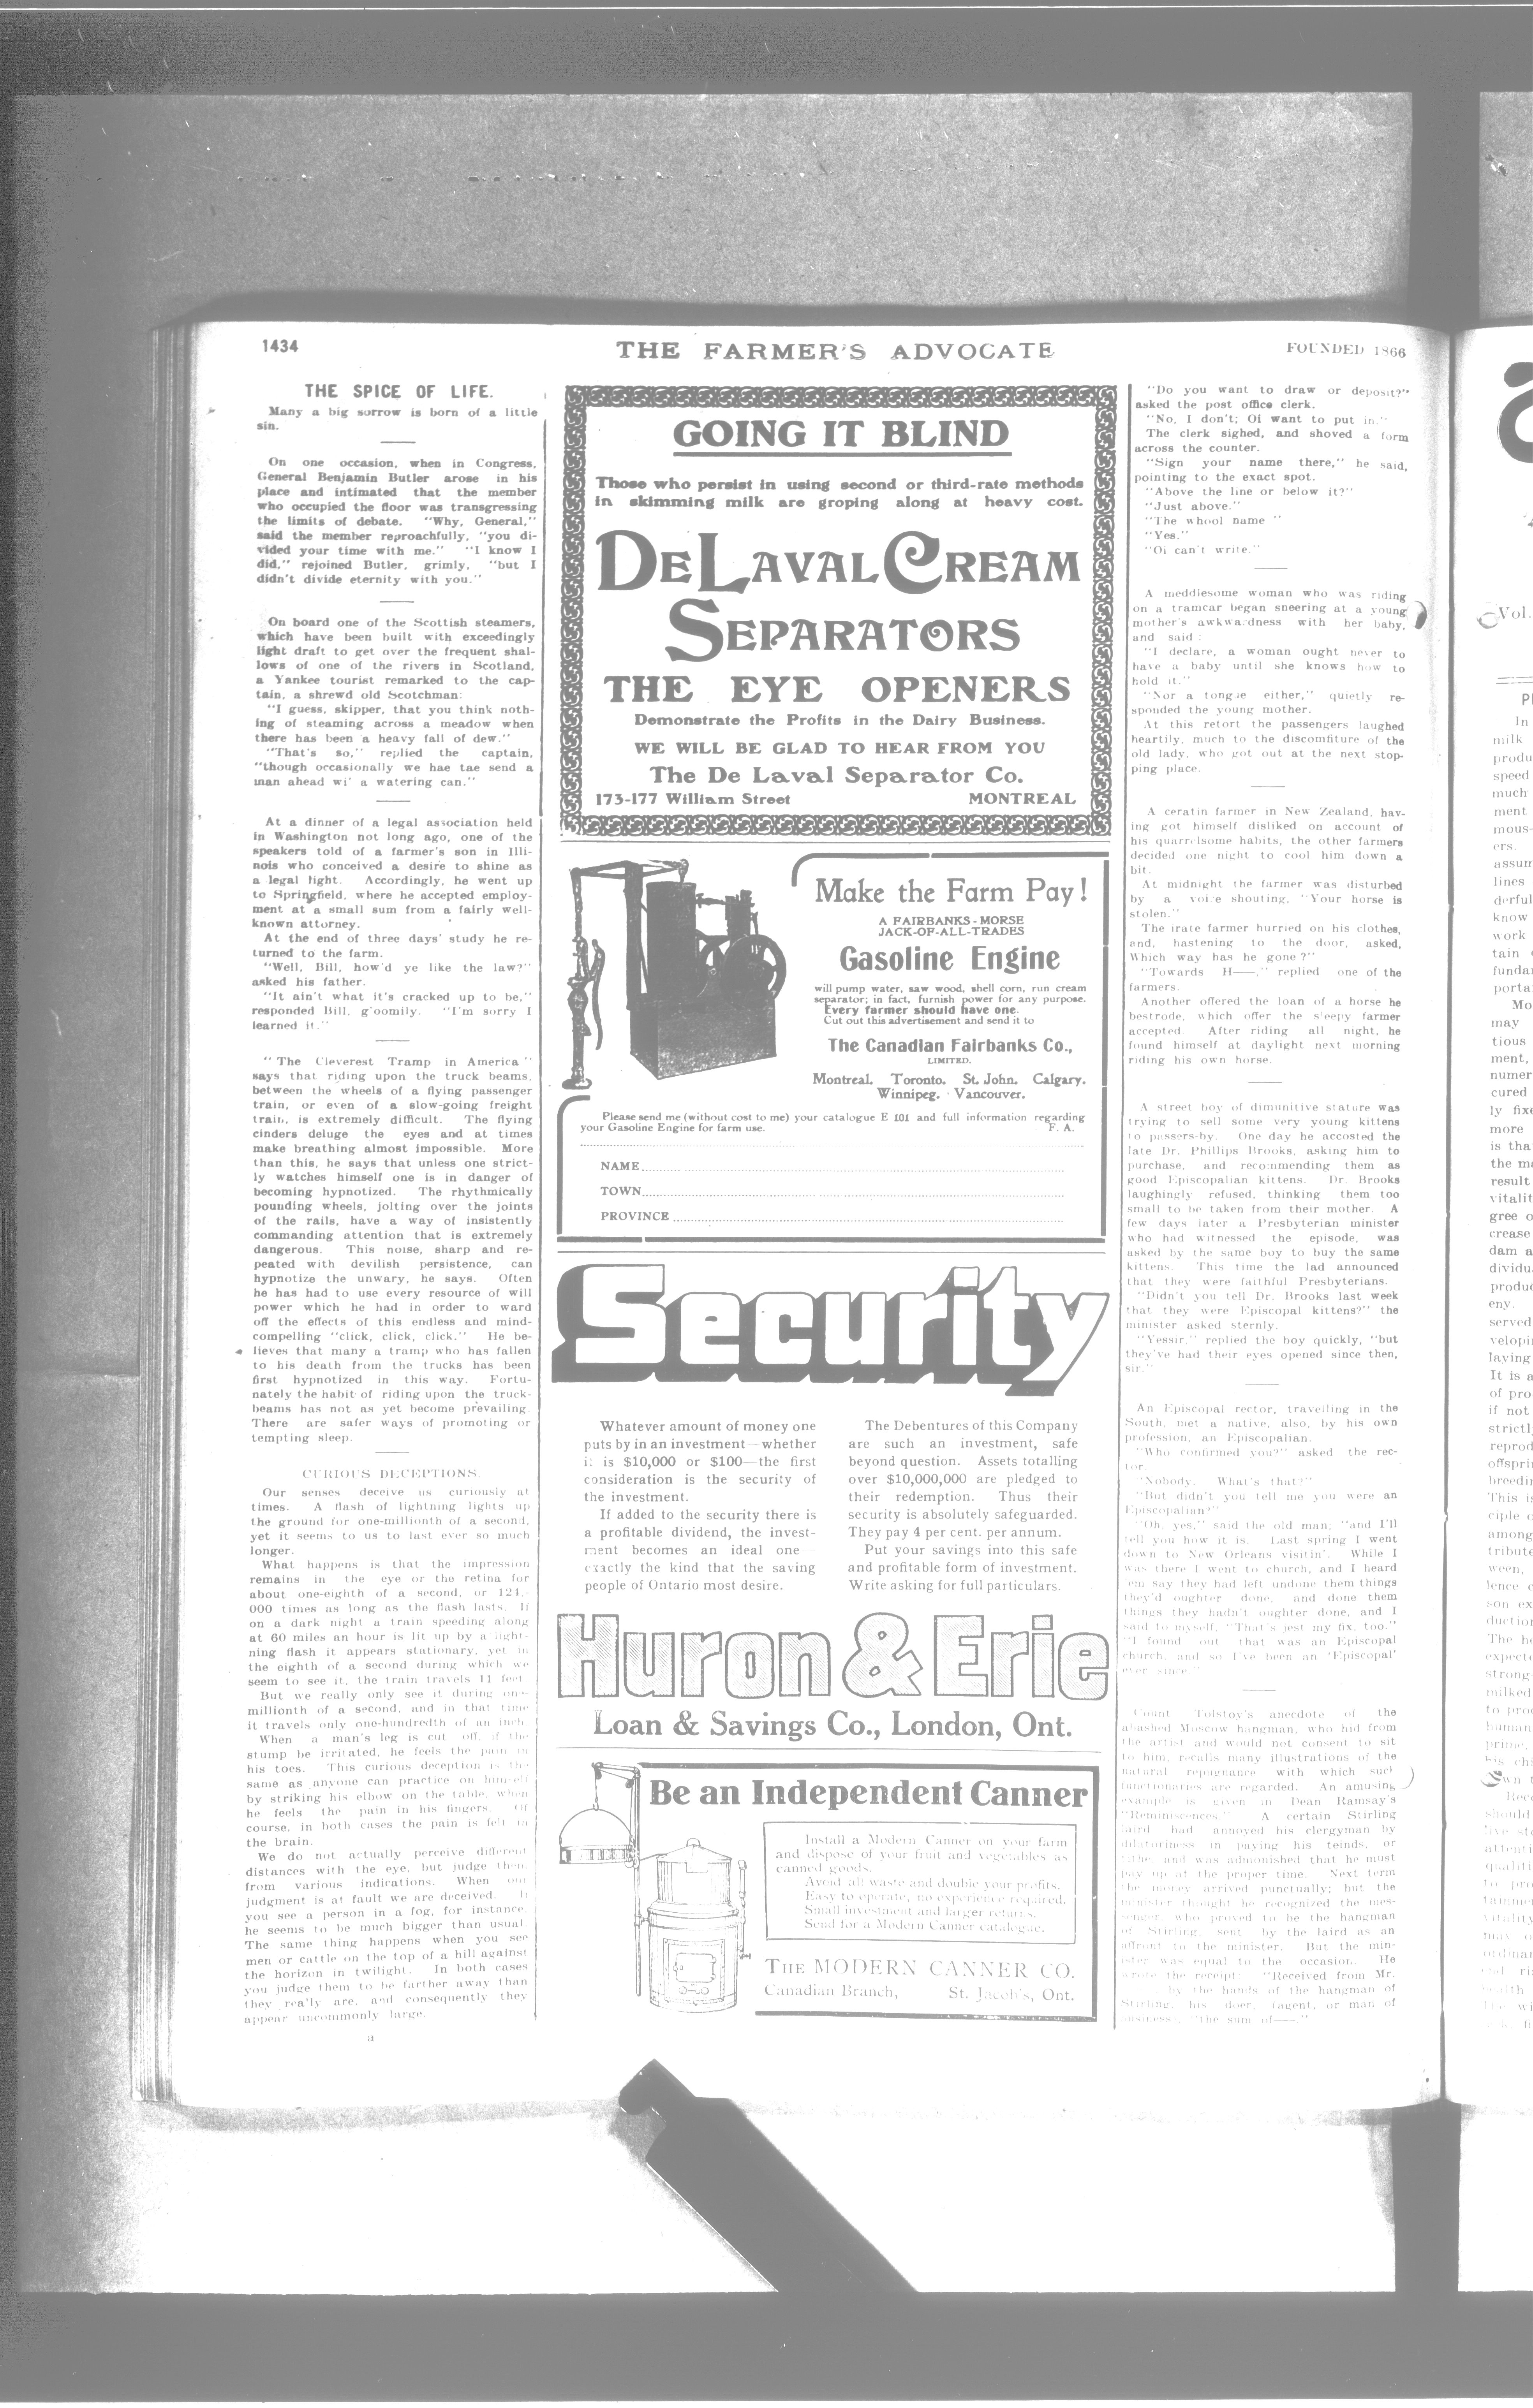 1434
THE FARMER'S ADVOCATE
FOUNDED 1866
THE SPICE OF LIFE.
Many a big sorrow is born of a little
sin.
On one occasion, when in Congress,
General Benjamin Butler arose in his
place and intimated that the member
who occupied the floor was transgressing
the limits of debate. "Why, General,"
said the member reproachfully, "you di-
vided your time with me." "I know I
did," rejoined Butler, grimly, "but I
didn't divide eternity with you."
On board one of the Scottish steamers,
which have been built with exceedingly
light draft to get over the frequent shal-
lows of one of the rivers in Scotland,
a Yankee tourist remarked to the cap-
tain, a shrewd old Scotchman:
"I guess, skipper, that you think noth-
ing of steaming across a meadow when
there has been a heavy fall of dew."
"That's so," replied the captain,
"though occasionally we hae tae send a
man ahead wi' a watering can."
At a dinner of a legal association held
in Washington not long ago, one of the
speakers told of a farmer's son in Illi-
nois who conceived a desire to shine as
a legal light. Accordingly, he went up
to Springfield, where he accepted employ-
ment at a small sum from a fairly well-
known attorney.
At the end of three days' study he re-
turned to the farm.
"Well, Bill, how'd ye like the law?"
asked his father.
"It ain't what it's cracked up to be,"
responded Bill, g'oomily. "I'm sorry I
learned it."
"The Cleverest Tramp in America"
says that riding upon the truck beams,
between the wheels of a flying passenger
train, or even of a slow-going freight
train, is extremely difficult. The flying
cinders deluge the eyes and at times
make breathing almost impossible. More
than this, he says that unless one strict-
ly watches himself one is in danger of
becoming hypnotized. The rhythmically
pounding wheels, jolting over the joints
of the rails, have a way of insistently
commanding attention that is extremely
dangerous. This noise, sharp and re-
peated with devilish persistence, can
hypnotize the unwary, he says. Often
he has had to use every resource of will
power which he had in order to ward
off the effects of this endless and mind-
compelling "click, click, click." He be-
lieves that many a tramp who has fallen
to his death from the trucks has been
first hypnotized in this way. Fortu-
nately the habit of riding upon the truck-
beams has not as yet become prevailing.
There are safer ways of promoting or
tempting sleep.
CURIOUS DECEPTIONS.
Our senses deceive us curiously at
times. A flash of lightning lights up
the ground for one-millionth of a second,
yet it seems to us to last ever so much
longer.
What happens is that the impression
remains in the eye or the retina for
about one-eighth of a second, or 124,-
000 times as long as the flash lasts. If
on a dark night a train speeding along
at 60 miles an hour is lit up by a light-
ning flash it appears stationary, yet in
the eighth of a second during which we
seem to see it, the train travels 11 feet.
But we really only see it during one-
millionth of a second, and in that time
it travels only one-hundredth of an inch.
When a man's leg is cut off, if the
stump be irritated, he feels the pain in
his toes. This curious deception is the
same as anyone can practice on himself
by striking his elbow on the table, when
he feels the pain in his fingers. Of
course, in both cases the pain is felt in
the brain.
We do not actually perceive different
distances with the eye, but judge them
from various indications. When our
judgment is at fault we are deceived. If
you see a person in a fog, for instance,
he seems to be much bigger than usual.
The same thing happens when you see
men or cattle on the top of a hill against
the horizon in twilight. In both cases
you judge them to be farther away than
they really are, and consequently they
appear uncommonly large.
GOING IT BLIND
Those who persist in using second or third-rate methods
in skimming milk are groping along at heavy cost.
DE LAVAL CREAM
SEPARATORS
THE EYE OPENERS
Demonstrate the Profits in the Dairy Business.
WE WILL BE GLAD TO HEAR FROM YOU
The De Laval Separator Co.
173-177 William Street MONTREAL
Make the Farm Pay!
A FAIRBANKS-MORSE
JACK-OF-ALL-TRADES
Gasoline Engine
will pump water, saw wood, shell corn, run cream
separator; in fact, furnish power for any purpose.
Every farmer should have one.
Cut out this advertisement and send it to
The Canadian Fairbanks Co.,
LIMITED.
Montreal. Toronto. St. John. Calgary.
Winnipeg. Vancouver.
Please send me (without cost to me) your catalogue E 101 and full information regarding
your Gasoline Engine for farm use. F. A.
NAME
TOWN
PROVINCE
Security
Whatever amount of money one
puts by in an investment—whether
it is $10,000 or $100—the first
consideration is the security of
the investment.
If added to the security there is
a profitable dividend, the invest-
ment becomes an ideal one
exactly the kind that the saving
people of Ontario most desire.
The Debentures of this Company
are such an investment, safe
beyond question. Assets totalling
over $10,000,000 are pledged to
their redemption. Thus their
security is absolutely safeguarded.
They pay 4 per cent. per annum.
Put your savings into this safe
and profitable form of investment.
Write asking for full particulars.
Huron & Erie
Loan & Savings Co., London, Ont.
Be an Independent Canner
Install a Modern Canner on your farm
and dispose of your fruit and vegetables as
canned goods.
Avoid all waste and double your profits.
Easy to operate, no experience required.
Small investment and larger returns.
Send for a Modern Canner catalogue.
THE MODERN CANNER CO.
Canadian Branch, St. Jacob's, Ont.
"Do you want to draw or deposit?"
asked the post office clerk.
"No, I don't; Oi want to put in."
The clerk sighed, and shoved a form
across the counter.
"Sign your name there," he said,
pointing to the exact spot.
"Above the line or below it?"
"Just above."
"The whool name"
"Yes."
"Oi can't write."
A meddlesome woman who was riding
on a tramcar began sneering at a young
mother's awkwardness with her baby,
and said:
"I declare, a woman ought never to
have a baby until she knows how to
hold it."
"Nor a tongue either," quietly re-
sponded the young mother.
At this retort the passengers laughed
heartily, much to the discomfiture of the
old lady, who got out at the next stop-
ping place.
A ceratin farmer in New Zealand, hav-
ing got himself disliked on account of
his quarrelsome habits, the other farmers
decided one night to cool him down a
bit.
At midnight the farmer was disturbed
by a voice shouting, "Your horse is
stolen."
The irate farmer hurried on his clothes,
and, hastening to the door, asked,
Which way has he gone?"
"Towards H——," replied one of the
farmers.
Another offered the loan of a horse he
bestrode, which offer the s'eepy farmer
accepted. After riding all night, he
found himself at daylight next morning
riding his own horse.
A street boy of dimunitive stature was
trying to sell some very young kittens
to passers-by. One day he accosted the
late Dr. Phillips Brooks, asking him to
purchase, and recommending them as
good Episcopalian kittens. Dr. Brooks
laughingly refused, thinking them too
small to be taken from their mother. A
few days later a Presbyterian minister
who had witnessed the episode, was
asked by the same boy to buy the same
kittens. This time the lad announced
that they were faithful Presbyterians.
"Didn't you tell Dr. Brooks last week
that they were Episcopal kittens?" the
minister asked sternly.
"Yessir," replied the boy quickly, "but
they've had their eyes opened since then,
sir."
An Episcopal rector, travelling in the
South, met a native, also, by his own
profession, an Episcopalian.
"Who confirmed you?" asked the rec-
tor.
"Nobody. What's that?"
"But didn't you tell me you were an
Episcopalian?"
"Oh, yes," said the old man; "and I'll
tell you how it is. Last spring I went
down to New Orleans visitin'. While I
was there I went to church, and I heard
'em say they had left undone them things
they'd oughter done, and done them
things they hadn't oughter done, and I
said to myself, "That's jest my fix, too."
"I found out that was an Episcopal
church, and so I've been an 'Episcopal'
ever since."
Count Tolstoy's anecdote of the
abashed Moscow hangman, who hid from
the artist and would not consent to sit
to him, recalls many illustrations of the
natural repugnance with which such
functionaries are regarded. An amusing
example is given in Dean Ramsay's
"Reminiscences." A certain Stirling
laird had annoyed his clergyman by
dilatoriness in paying his teinds, or
tithe, and was admonished that he must
pay up at the proper time. Next term
the money arrived punctually; but the
minister thought he recognized the mes-
senger, who proved to be the hangman
of Stirling, sent by the laird as an
affront to the minister. But the min-
ister was equal to the occasion. He
wrote the receipt: "Received from Mr.
by the hands of the hangman of
Stirling, his doer, (agent, or man of
business), "the sum of——."
Vol.